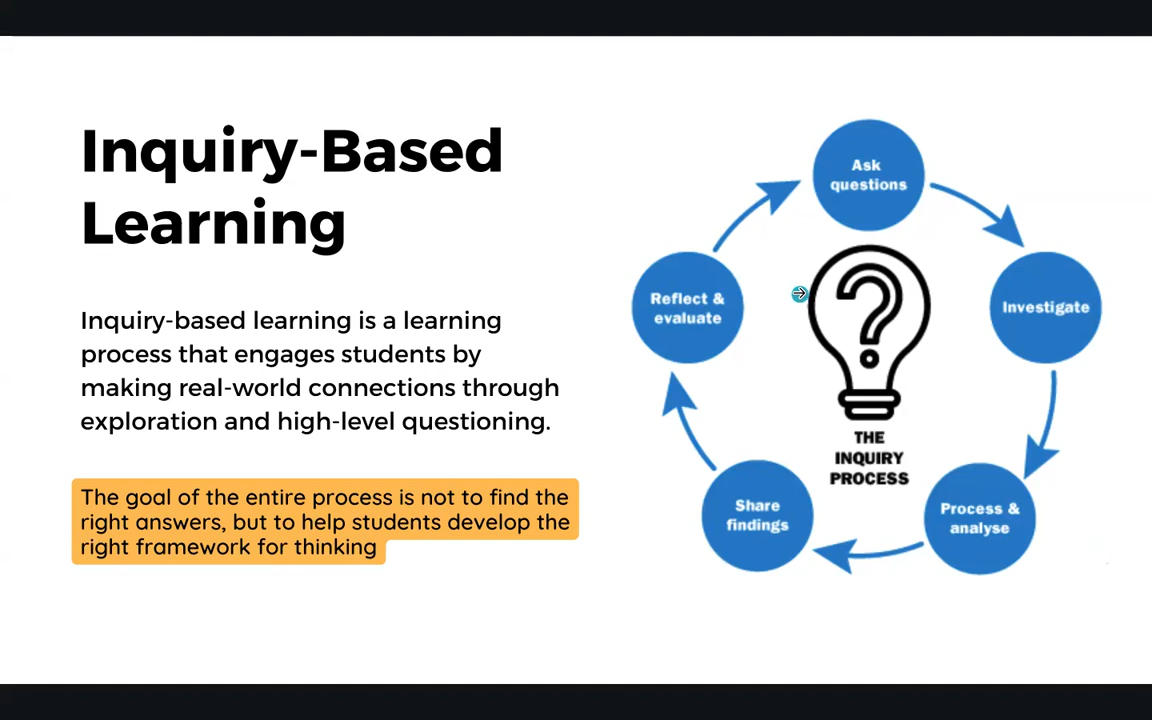 Inquiry-Based
Learning
Inquiry-based learning is a learning
process that engages students by
making real-world connections through
exploration and high-level questioning.
The goal of the entire process is not to find the
right answers, but to help students develop the
right framework for thinking
Ask
questions
Investigate
Process &
analyse
Share
findings
Reflect &
evaluate
?
THE
INQUIRY
PROCESS